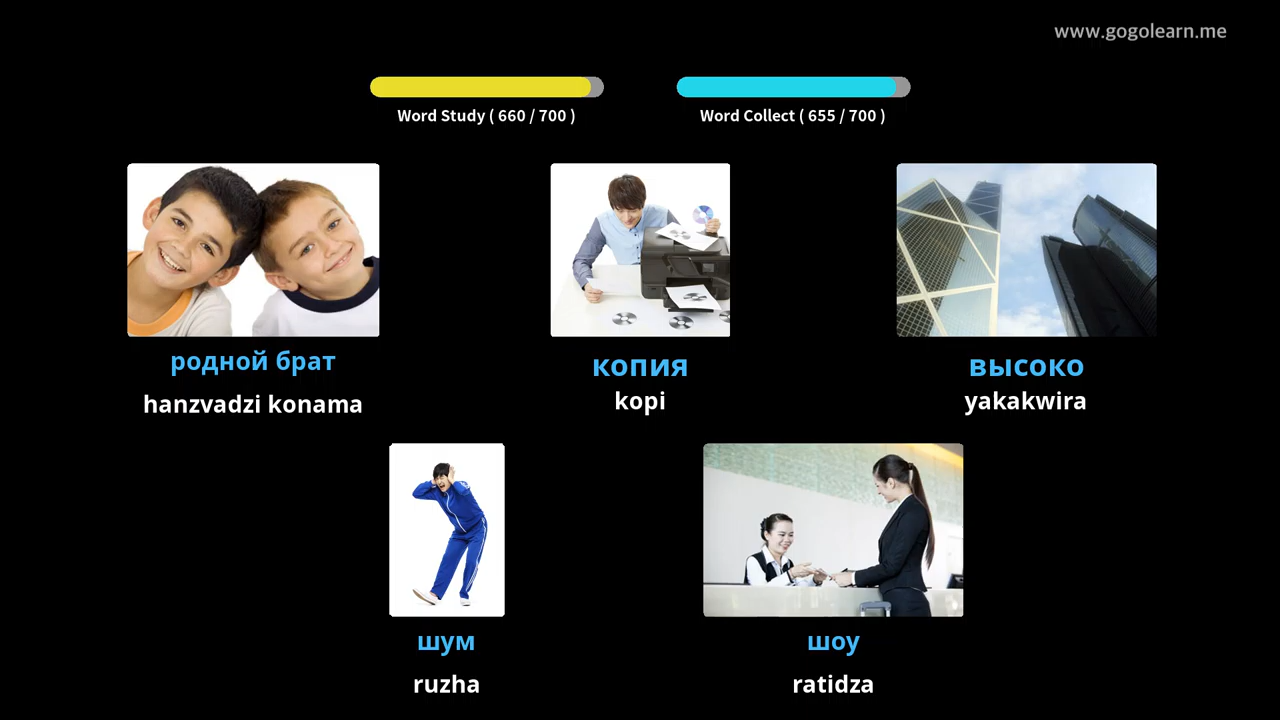 www.gogolearn.me
Word Study ( 660 / 700 )
Word Collect ( 655 / 700 )
родной брат
hanzvadzi konama
копия
kopi
высоко
yakakwira
шум
ruzha
шоу
ratidza